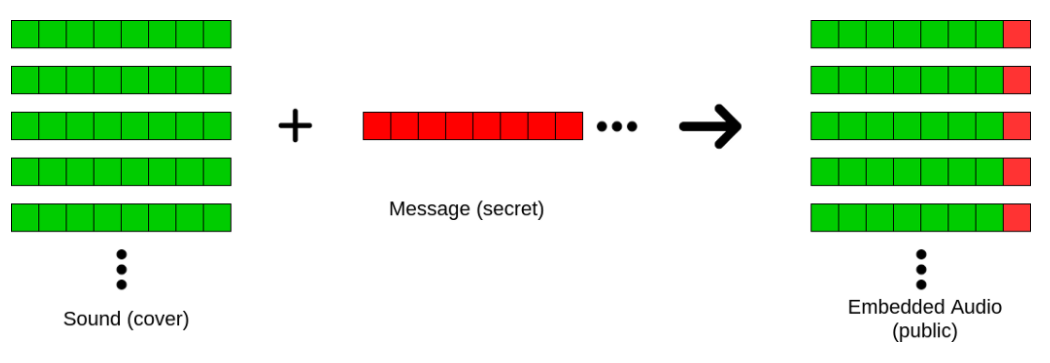 Message (secret)
Sound (cover)
Embedded Audio
(public)